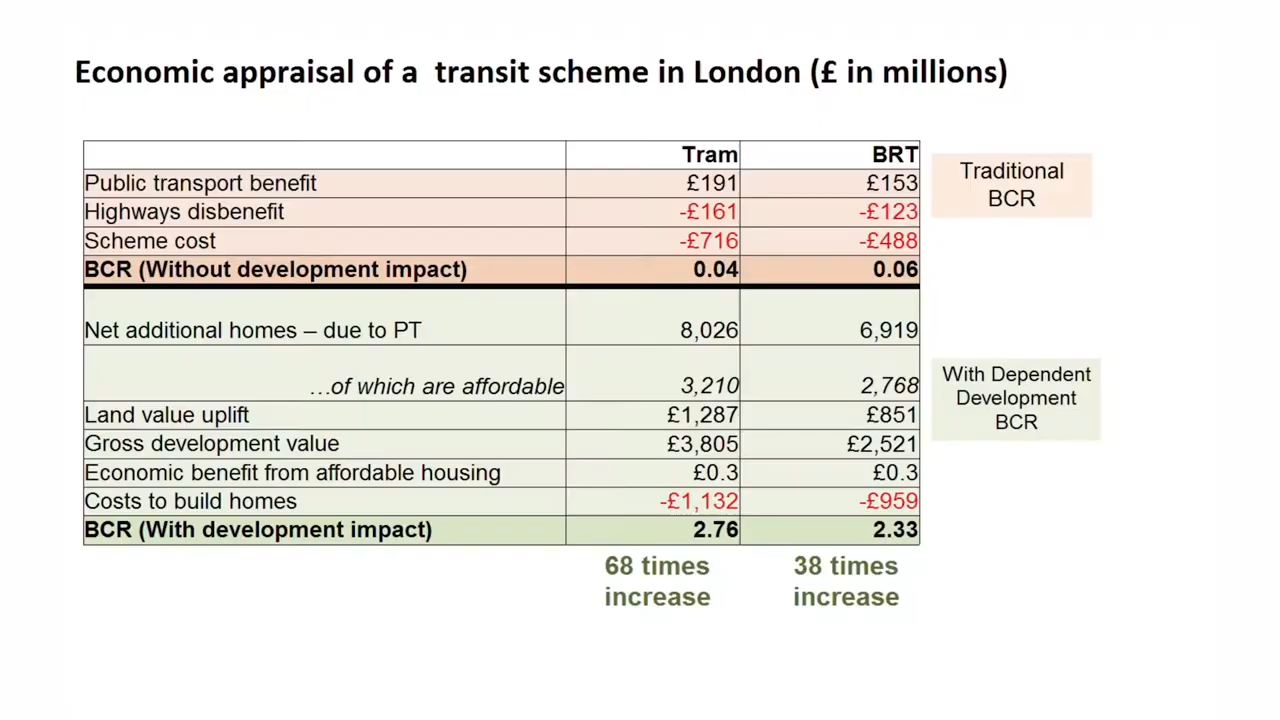 Economic appraisal of a transit scheme in London (£ in millions)
Tram BRT
Public transport benefit £191 £153
Highways disbenefit -£161 -£123
Scheme cost -£716 -£488
BCR (Without development impact) 0.04 0.06
Traditional
BCR
Net additional homes – due to PT 8,026 6,919
...of which are affordable 3,210 2,768
Land value uplift £1,287 £851
Gross development value £3,805 £2,521
Economic benefit from affordable housing £0.3 £0.3
Costs to build homes -£1,132 -£959
BCR (With development impact) 2.76 2.33
With Dependent
Development
BCR
68 times
increase
38 times
increase